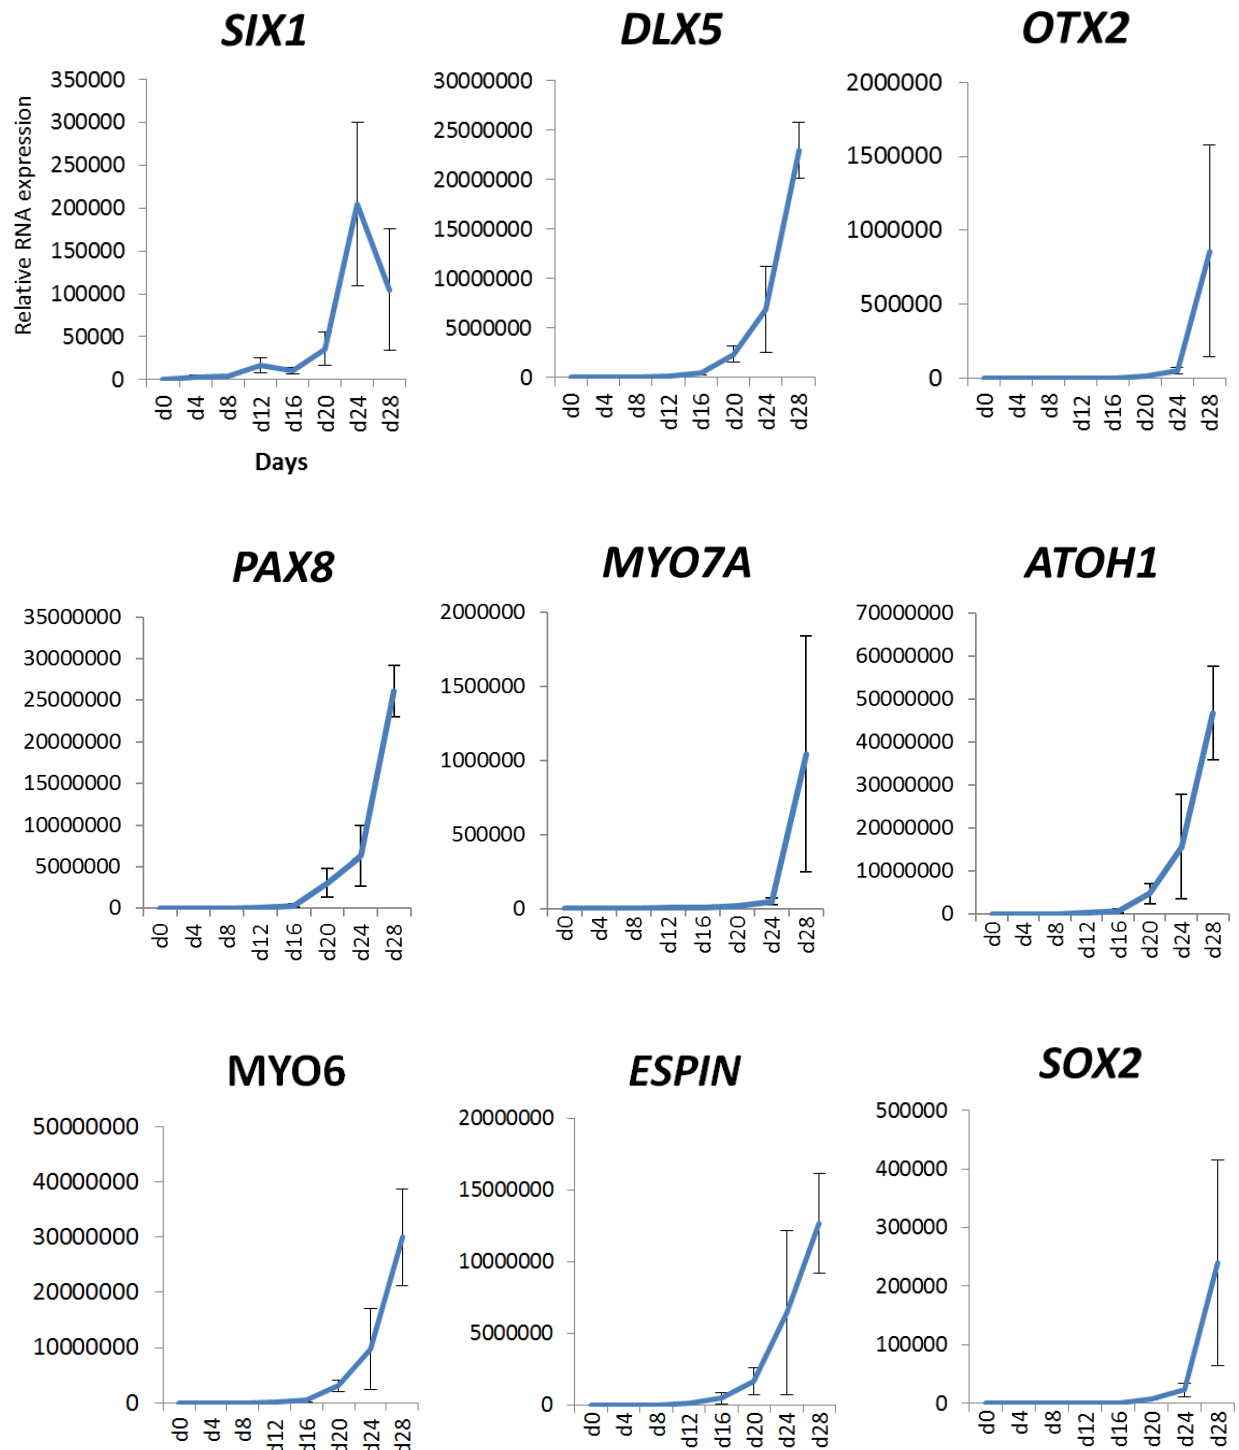 SIX1
DLX5
OTX2
Relative RNA expression
350000
300000
250000
200000
150000
100000
50000
0
d0
d4
d8
d12
d16
d20
d24
d28
Days
30000000
25000000
20000000
15000000
10000000
5000000
0
d0
d4
d8
d12
d16
d20
d24
d28
2000000
1500000
1000000
500000
0
d0
d4
d8
d12
d16
d20
d24
d28
PAX8
MYO7A
ATOH1
35000000
30000000
25000000
20000000
15000000
10000000
5000000
0
d0
d4
d8
d12
d16
d20
d24
d28
2000000
1500000
1000000
500000
0
d0
d4
d8
d12
d16
d20
d24
d28
70000000
60000000
50000000
40000000
30000000
20000000
10000000
0
d0
d4
d8
d12
d16
d20
d24
d28
MYO6
ESPIN
SOX2
50000000
40000000
30000000
20000000
10000000
0
d0
d4
d8
d12
d16
d20
d24
d28
20000000
15000000
10000000
5000000
0
d0
d4
d8
d12
d16
d20
d24
d28
500000
400000
300000
200000
100000
0
d0
d4
d8
d12
d16
d20
d24
d28